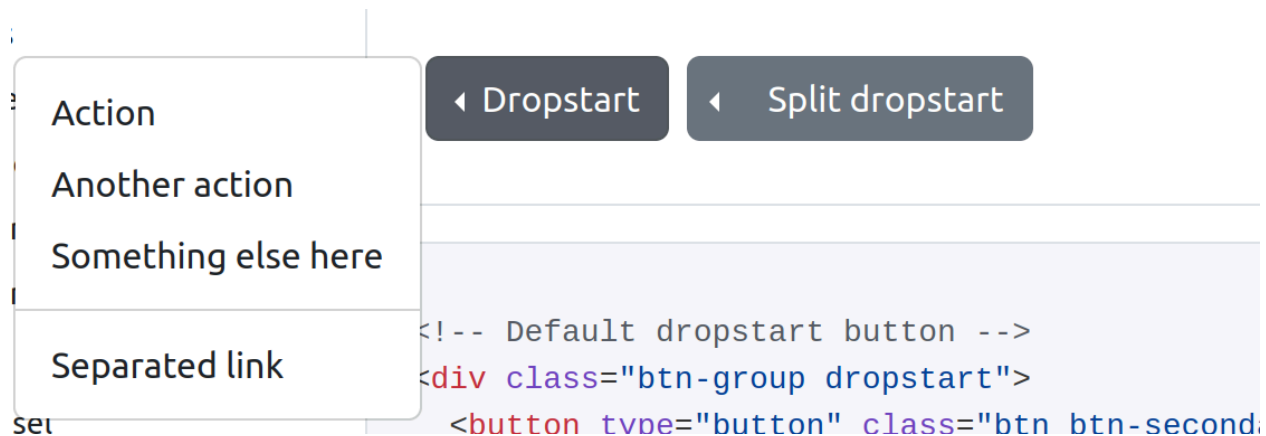 Action
Another action
Something else here
Separated link
Dropstart
Split dropstart
<!-- Default dropstart button -->
<div class="btn-group dropstart">
<button type="button" class="btn btn-seconda